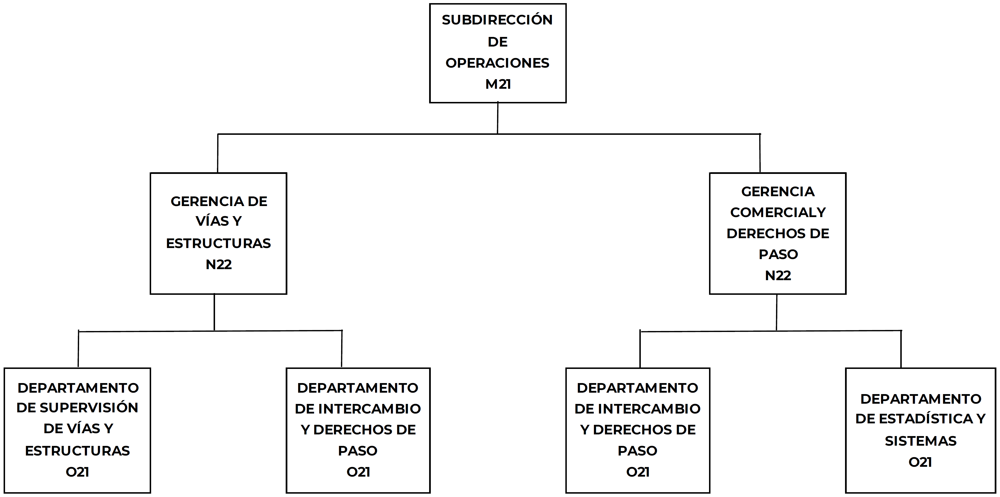 SUBDIRECCIÓN
DE
OPERACIONES
M21
GERENCIA DE
VÍAS Y
ESTRUCTURAS
N22
GERENCIA
COMERCIALY
DERECHOS DE
PASO
N22
DEPARTAMENTO
DE SUPERVISIÓN
DE VÍAS Y
ESTRUCTURAS
O21
DEPARTAMENTO
DE INTERCAMBIO
Y DERECHOS DE
PASO
O21
DEPARTAMENTO
DE INTERCAMBIO
Y DERECHOS DE
PASO
O21
DEPARTAMENTO
DE ESTADÍSTICA Y
SISTEMAS
O21